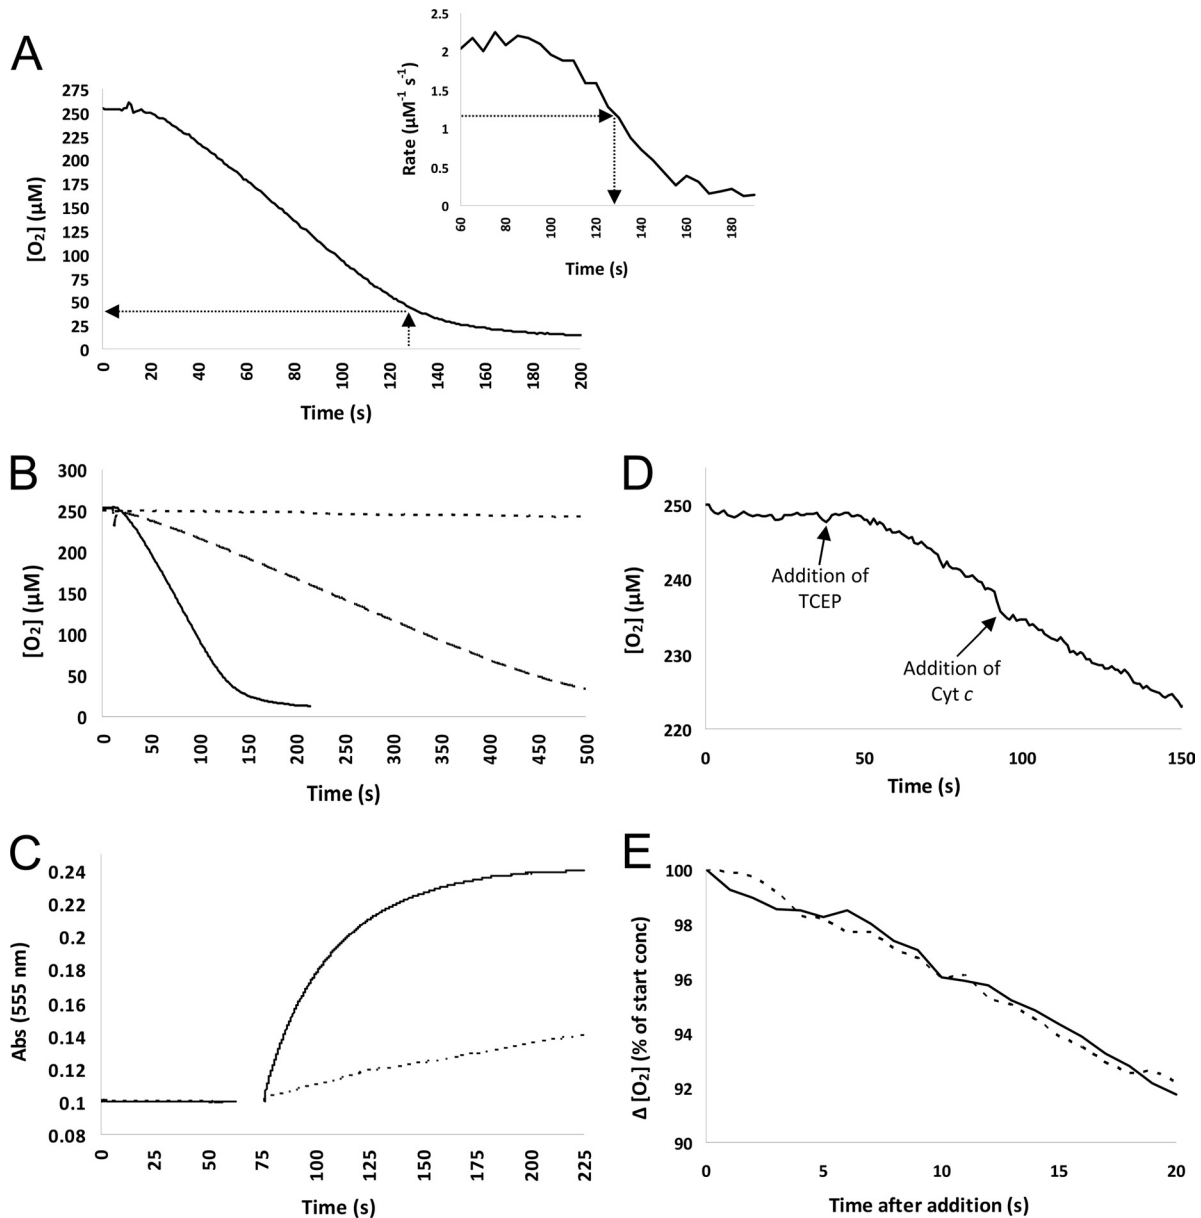 A
275
250
225
200
175
150
125
100
75
50
25
0
[O₂] (µM)
0 20 40 60 80 100 120 140 160 180 200
Time (s)
2.5
2
1.5
1
0.5
0
Rate (µM⁻¹ s⁻¹)
60 80 100 120 140 160 180
Time (s)
B
300
250
200
150
100
50
0
[O₂] (µM)
0 50 100 150 200 250 300 350 400 450 500
Time (s)
D
250
240
230
220
[O₂] (µM)
Addition of
TCEP
Addition of
Cyt c
0 50 100 150
Time (s)
C
0.24
0.22
0.2
0.18
0.16
0.14
0.12
0.1
0.08
Abs (555 nm)
0 25 50 75 100 125 150 175 200 225
Time (s)
E
100
98
96
94
92
90
Δ [O₂] (% of start conc)
0 5 10 15 20
Time after addition (s)